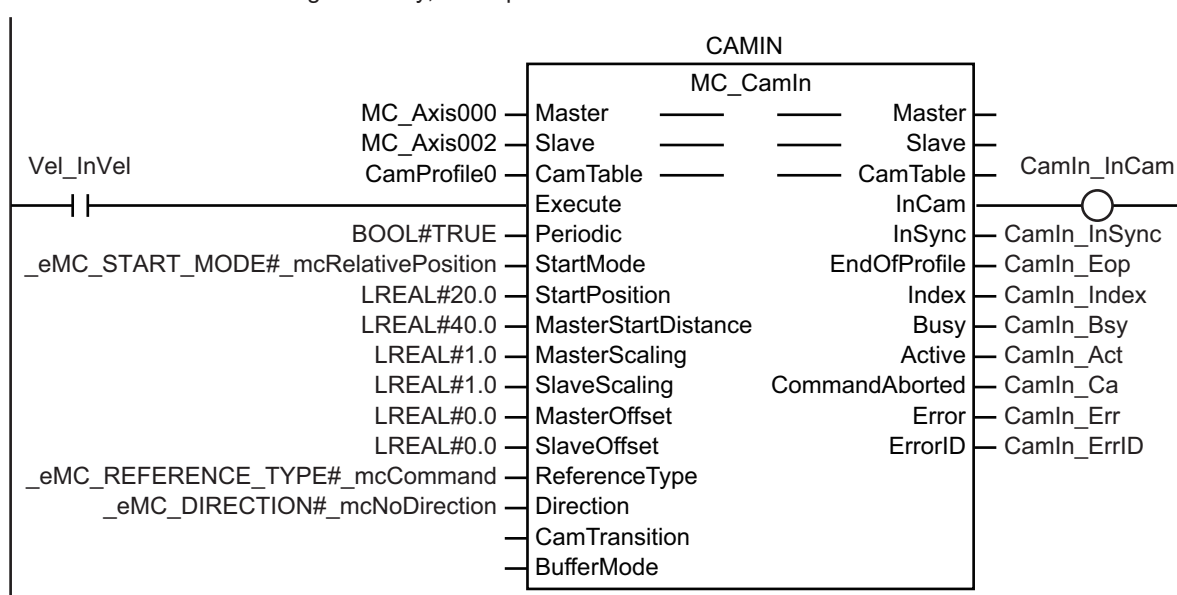 CAMIN
MC_CamIn
MC_Axis000 Master Master
MC_Axis002 Slave Slave
Vel_InVel CamProfile0 CamTable CamTable CamIn_InCam
Execute InCam
BOOL#TRUE Periodic InSync CamIn_InSync
_eMC_START_MODE#_mcRelativePosition StartMode EndOfProfile CamIn_Eop
LREAL#20.0 StartPosition Index CamIn_Index
LREAL#40.0 MasterStartDistance Busy CamIn_Bsy
LREAL#1.0 MasterScaling Active CamIn_Act
LREAL#1.0 SlaveScaling CommandAborted CamIn_Ca
LREAL#0.0 MasterOffset Error CamIn_Err
LREAL#0.0 SlaveOffset ErrorID CamIn_ErrID
_eMC_REFERENCE_TYPE#_mcCommand ReferenceType
_eMC_DIRECTION#_mcNoDirection Direction
CamTransition
BufferMode